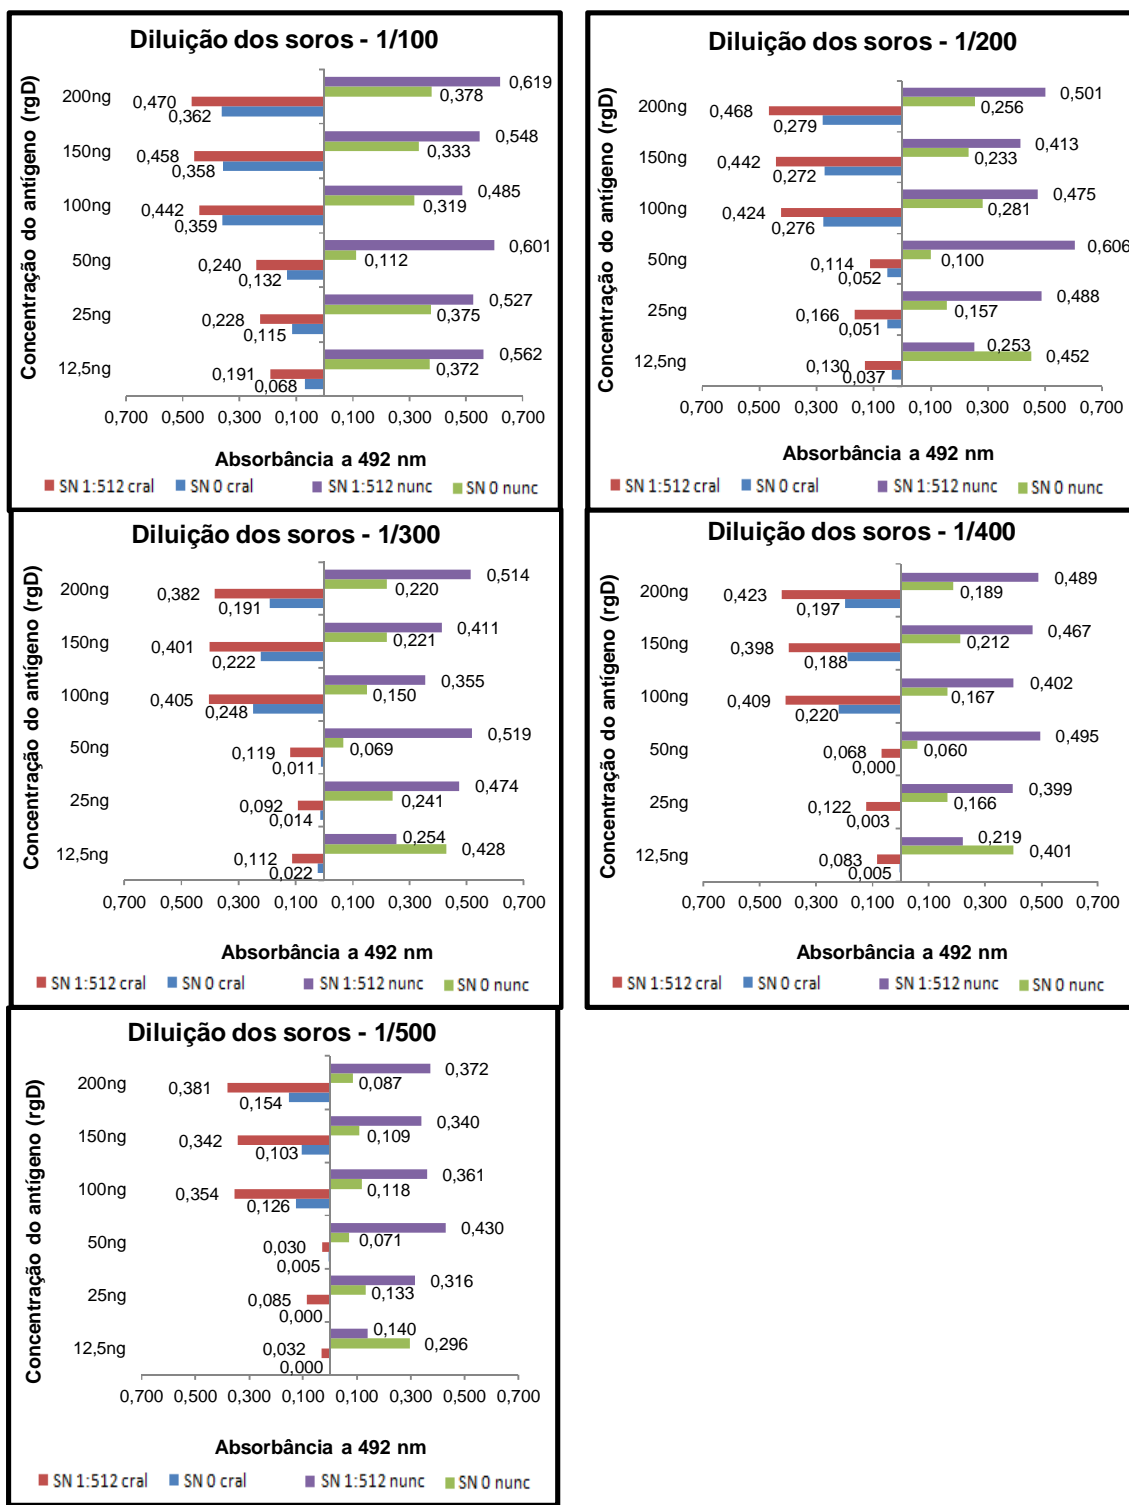 Diluição dos soros - 1/100
Concentração do antígeno (rgD)
200ng 0,470 0,362 0,619 0,378
150ng 0,458 0,358 0,548 0,333
100ng 0,442 0,359 0,485 0,319
50ng 0,240 0,132 0,601 0,112
25ng 0,228 0,115 0,527 0,375
12,5ng 0,191 0,068 0,562 0,372
0,700 0,500 0,300 0,100 0,100 0,300 0,500 0,700
Absorbância a 492 nm
SN 1:512 cral SN 0 cral SN 1:512 nunc SN 0 nunc
Diluição dos soros - 1/200
Concentração do antígeno (rgD)
200ng 0,468 0,279 0,501 0,256
150ng 0,442 0,272 0,413 0,233
100ng 0,424 0,276 0,475 0,281
50ng 0,114 0,052 0,606 0,100
25ng 0,166 0,051 0,488 0,157
12,5ng 0,130 0,037 0,253 0,452
0,700 0,500 0,300 0,100 0,100 0,300 0,500 0,700
Absorbância a 492 nm
SN 1:512 cral SN 0 cral SN 1:512 nunc SN 0 nunc
Diluição dos soros - 1/300
Concentração do antígeno (rgD)
200ng 0,382 0,191 0,514 0,220
150ng 0,401 0,222 0,411 0,221
100ng 0,405 0,248 0,355 0,150
50ng 0,119 0,011 0,519 0,069
25ng 0,092 0,014 0,474 0,241
12,5ng 0,112 0,022 0,254 0,428
0,700 0,500 0,300 0,100 0,100 0,300 0,500 0,700
Absorbância a 492 nm
SN 1:512 cral SN 0 cral SN 1:512 nunc SN 0 nunc
Diluição dos soros - 1/400
Concentração do antígeno (rgD)
200ng 0,423 0,197 0,489 0,189
150ng 0,398 0,188 0,467 0,212
100ng 0,409 0,220 0,402 0,167
50ng 0,068 0,000 0,495 0,060
25ng 0,122 0,003 0,399 0,166
12,5ng 0,083 0,005 0,219 0,401
0,700 0,500 0,300 0,100 0,100 0,300 0,500 0,700
Absorbância a 492 nm
SN 1:512 cral SN 0 cral SN 1:512 nunc SN 0 nunc
Diluição dos soros - 1/500
Concentração do antígeno (rgD)
200ng 0,381 0,154 0,372 0,087
150ng 0,342 0,103 0,340 0,109
100ng 0,354 0,126 0,361 0,118
50ng 0,030 0,005 0,430 0,071
25ng 0,085 0,000 0,316 0,133
12,5ng 0,032 0,000 0,140 0,296
0,700 0,500 0,300 0,100 0,100 0,300 0,500 0,700
Absorbância a 492 nm
SN 1:512 cral SN 0 cral SN 1:512 nunc SN 0 nunc